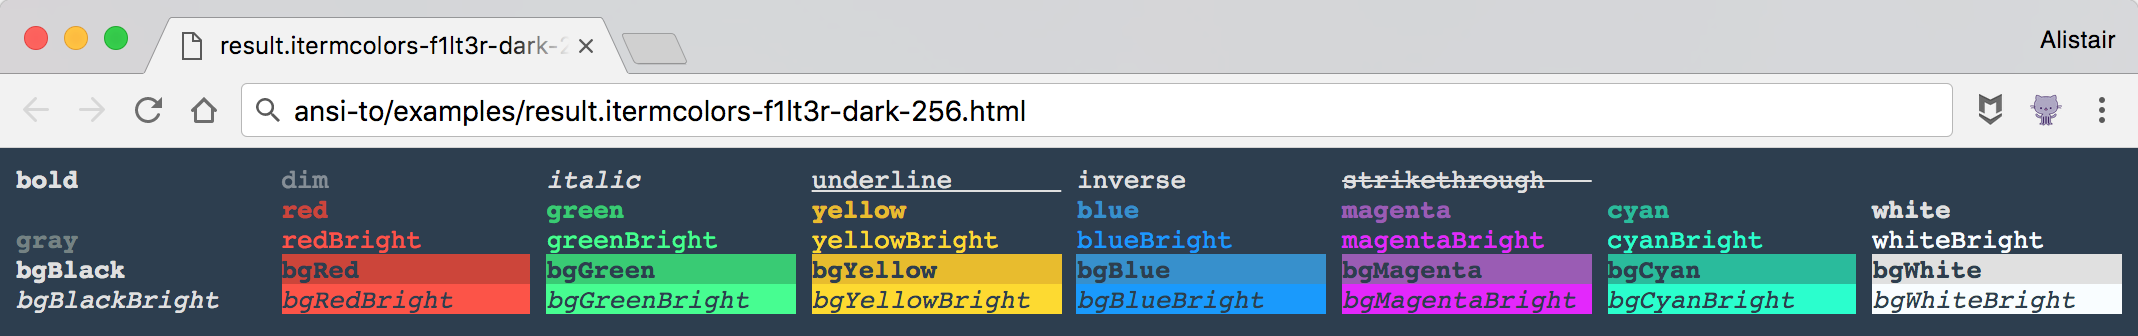 result.itermcolors-f1lt3r-dark-2
Alistair
ansi-to/examples/result.itermcolors-f1lt3r-dark-256.html
bold dim italic underline inverse strikethrough
red green yellow blue magenta cyan white
gray redBright greenBright yellowBright blueBright magentaBright cyanBright whiteBright
bgBlack bgRed bgGreen bgYellow bgBlue bgMagenta bgCyan bgWhite
bgBlackBright bgRedBright bgGreenBright bgYellowBright bgBlueBright bgMagentaBright bgCyanBright bgWhiteBright